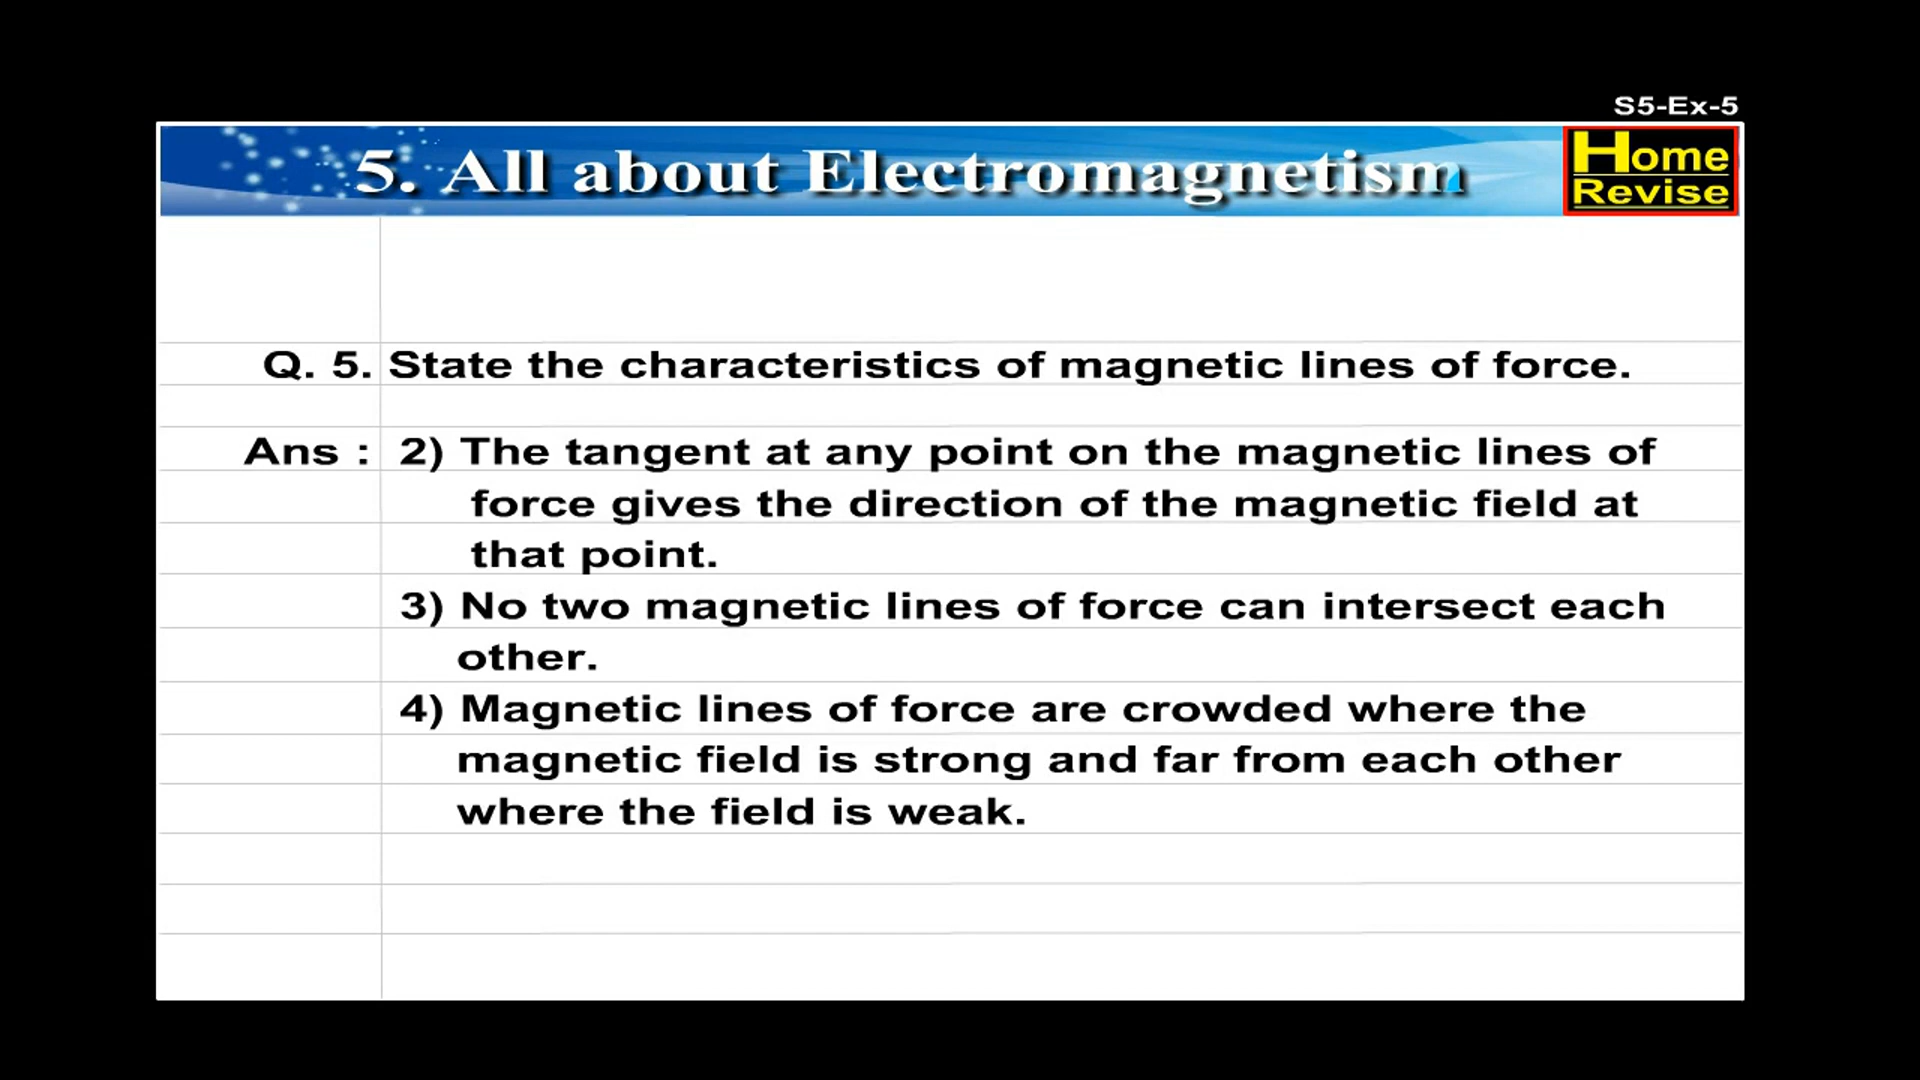 S5-Ex-5
5. All about Electromagnetism
Home
Revise
Q. 5. State the characteristics of magnetic lines of force.
Ans : 2) The tangent at any point on the magnetic lines of
force gives the direction of the magnetic field at
that point.
3) No two magnetic lines of force can intersect each
other.
4) Magnetic lines of force are crowded where the
magnetic field is strong and far from each other
where the field is weak.